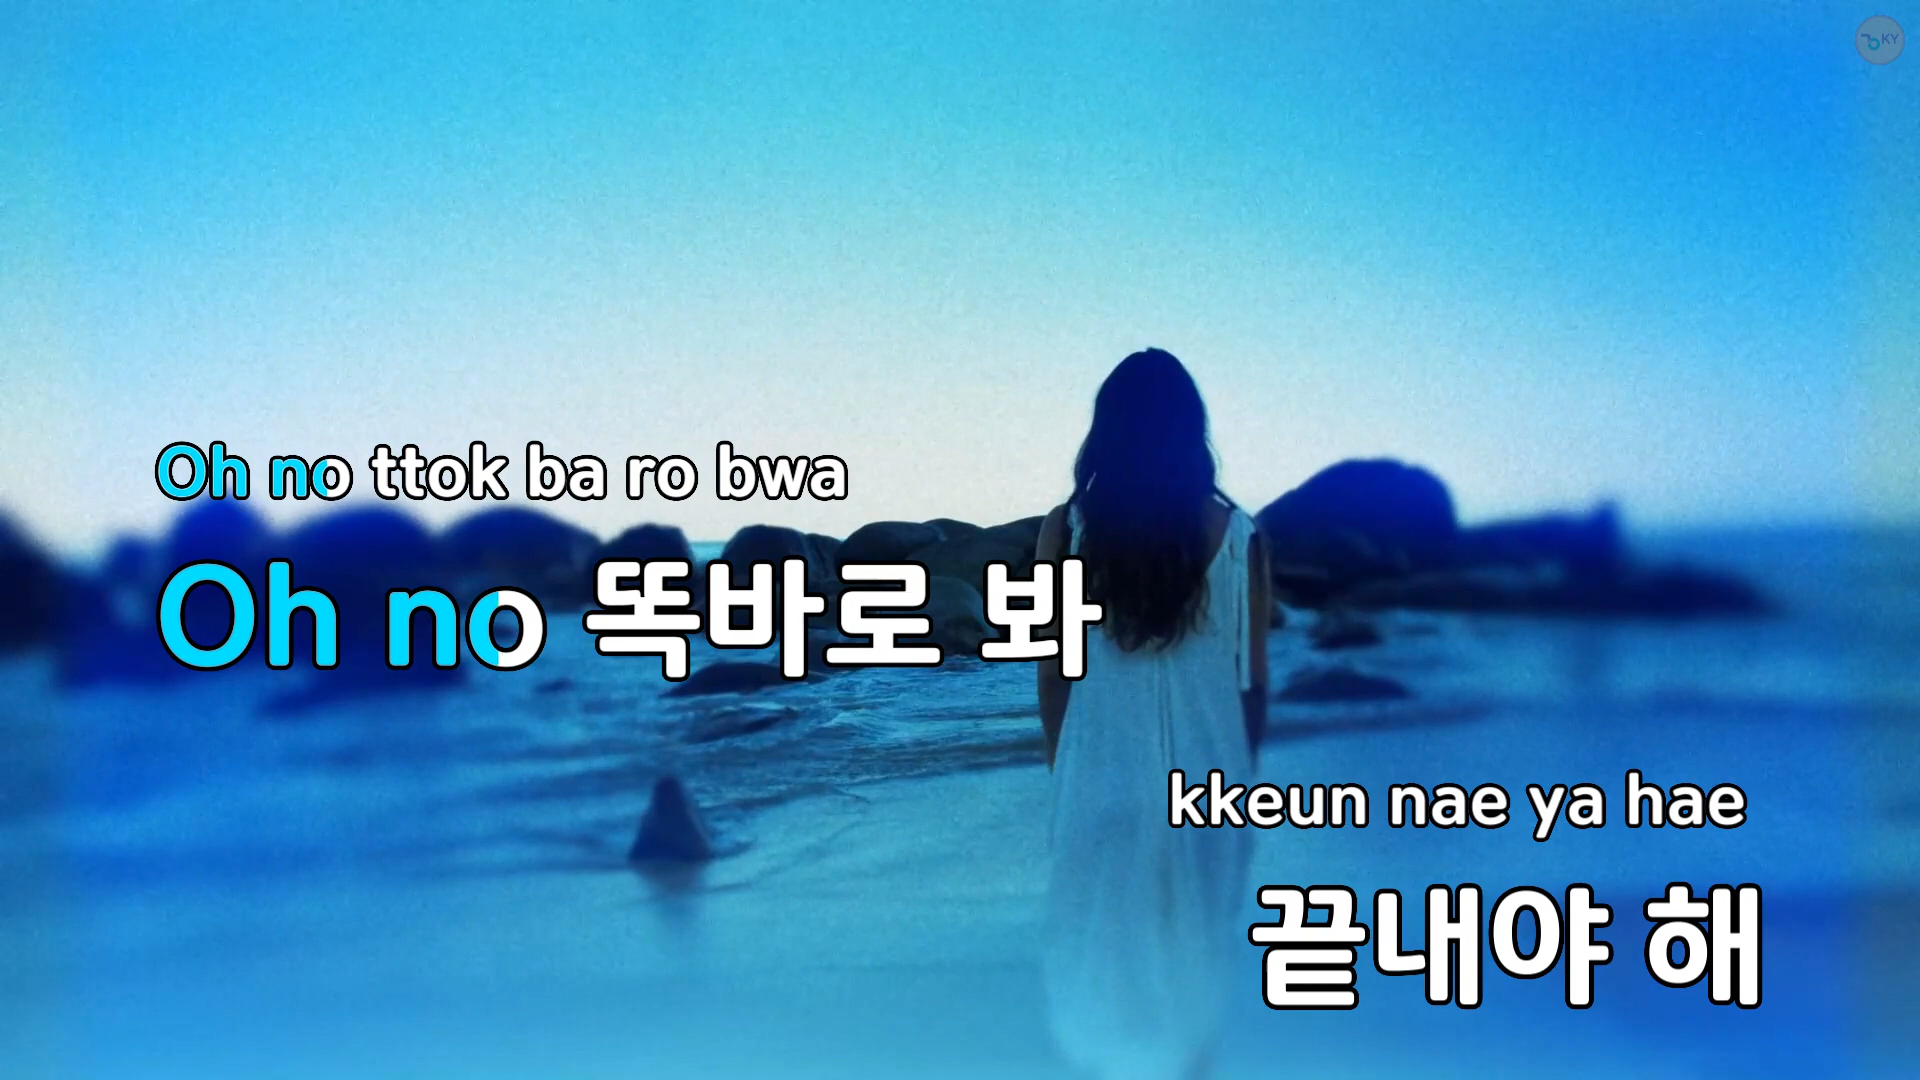 KY
Oh no ttok ba ro bwa
Oh no 똑바로 봐
kkeun nae ya hae
끝내야 해